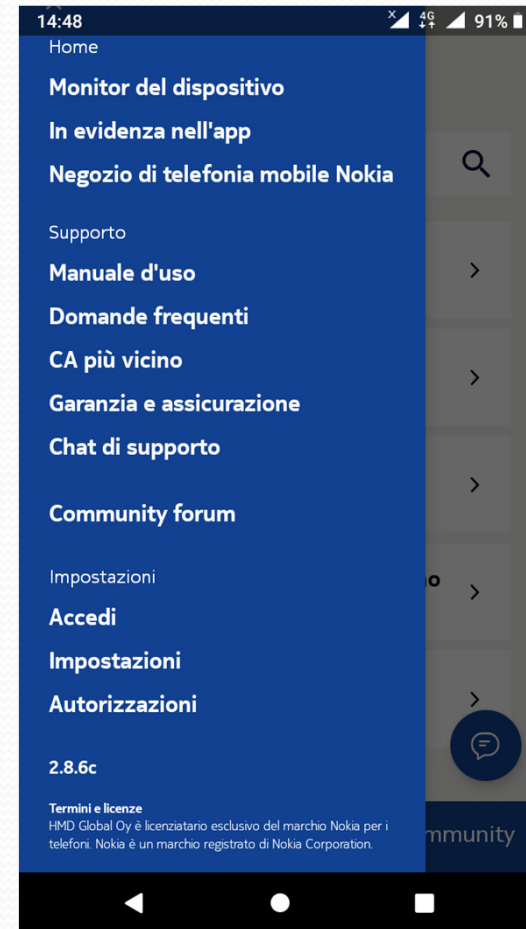 14:48 4G 91%
Home
Monitor del dispositivo
In evidenza nell'app
Negozio di telefonia mobile Nokia
Supporto
Manuale d'uso
Domande frequenti
CA più vicino
Garanzia e assicurazione
Chat di supporto
Community forum
Impostazioni
Accedi
Impostazioni
Autorizzazioni
2.8.6c
Termini e licenze
HMD Global Oy è licenziatario esclusivo del marchio Nokia per i
telefoni. Nokia è un marchio registrato di Nokia Corporation.
mmunity